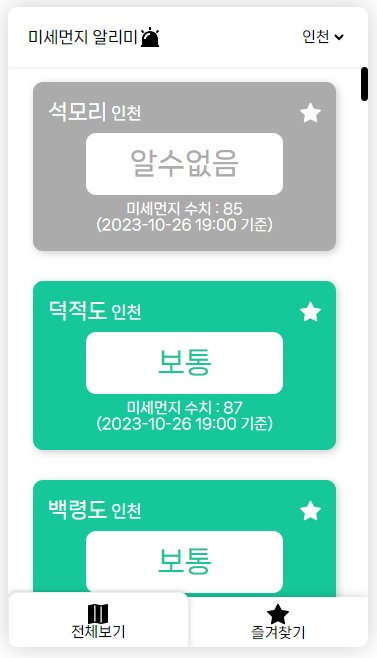 미세먼지 알리미
인천
석모리 인천
알수없음
미세먼지 수치 : 85
(2023-10-26 19:00 기준)
덕적도 인천
보통
미세먼지 수치 : 87
(2023-10-26 19:00 기준)
백령도 인천
보통
전체보기
즐겨찾기